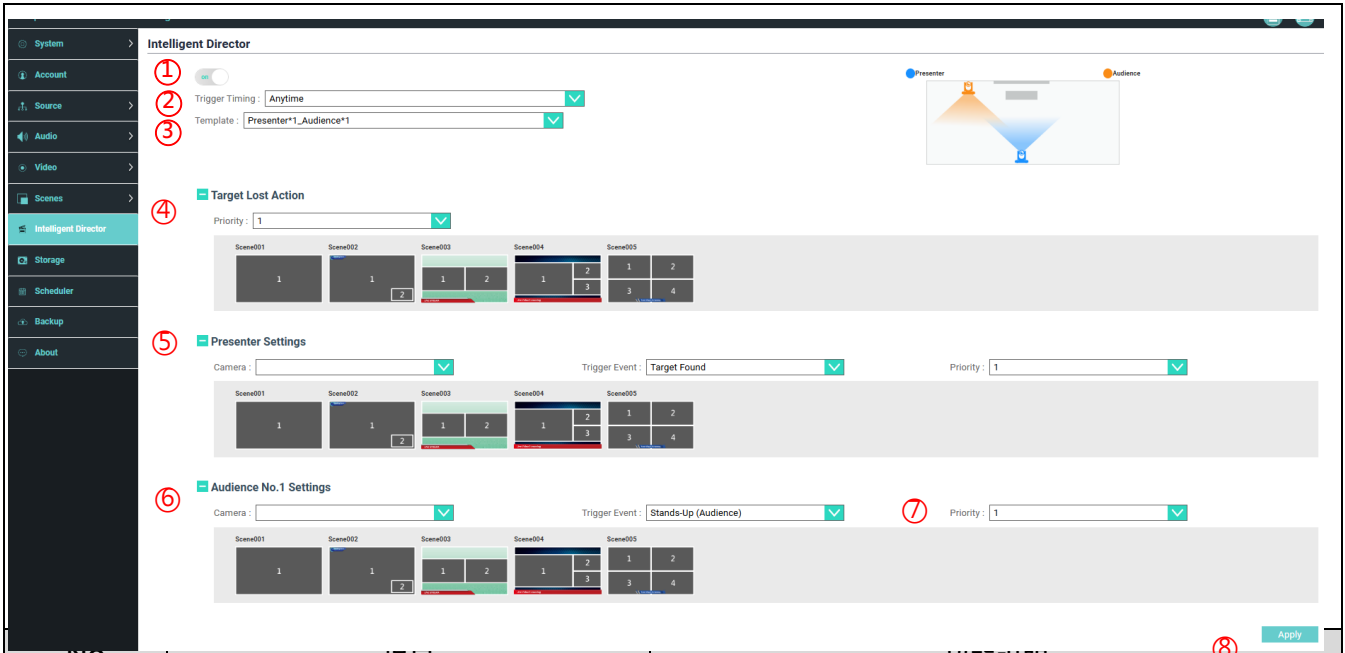 System
Account
Source
Audio
Video
Scenes
Intelligent Director
Storage
Scheduler
Backup
About
Intelligent Director
①
②
Trigger Timing : Anytime
③
Template : Presenter*1_Audience*1
Presenter
Audience
④
Target Lost Action
Priority : 1
Scene001 Scene002 Scene003 Scene004 Scene005
1
1 2
1 2
1 2 3
1 2 3 4
⑤
Presenter Settings
Camera : Trigger Event : Target Found Priority : 1
Scene001 Scene002 Scene003 Scene004 Scene005
1
1 2
1 2
1 2 3
1 2 3 4
⑥
Audience No.1 Settings
Camera : Trigger Event : Stands-Up (Audience) ⑦ Priority : 1
Scene001 Scene002 Scene003 Scene004 Scene005
1
1 2
1 2
1 2 3
1 2 3 4
⑧
Apply